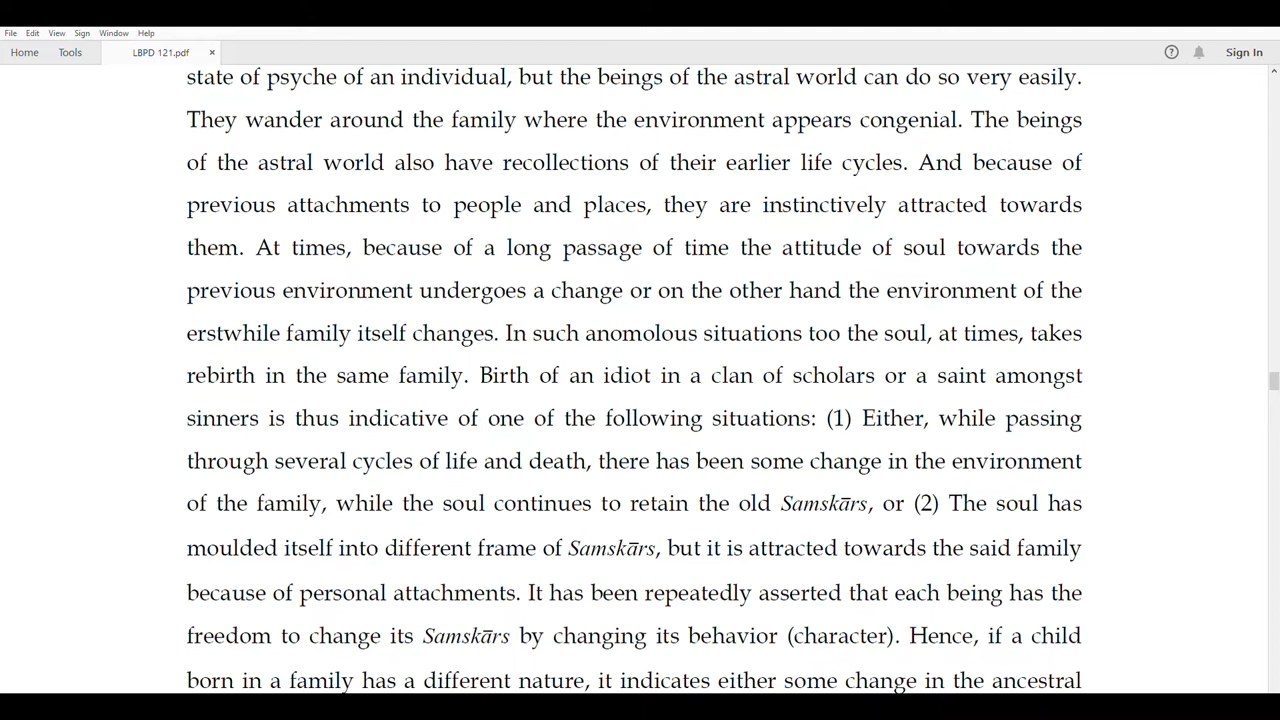 File Edit View Sign Window Help
Home Tools LBPD 121.pdf × ? Sign In
state of psyche of an individual, but the beings of the astral world can do so very easily.
They wander around the family where the environment appears congenial. The beings
of the astral world also have recollections of their earlier life cycles. And because of
previous attachments to people and places, they are instinctively attracted towards
them. At times, because of a long passage of time the attitude of soul towards the
previous environment undergoes a change or on the other hand the environment of the
erstwhile family itself changes. In such anomolous situations too the soul, at times, takes
rebirth in the same family. Birth of an idiot in a clan of scholars or a saint amongst
sinners is thus indicative of one of the following situations: (1) Either, while passing
through several cycles of life and death, there has been some change in the environment
of the family, while the soul continues to retain the old Samskārs, or (2) The soul has
moulded itself into different frame of Samskārs, but it is attracted towards the said family
because of personal attachments. It has been repeatedly asserted that each being has the
freedom to change its Samskārs by changing its behavior (character). Hence, if a child
born in a family has a different nature, it indicates either some change in the ancestral